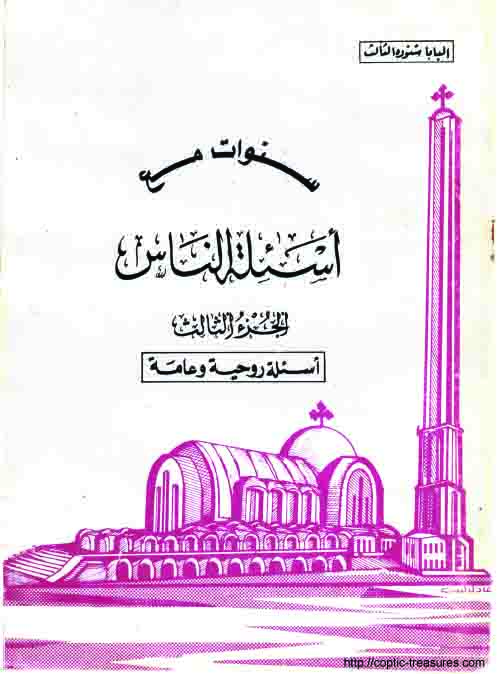 البابا شنوده الثالث
سنوات مع
أسئلة الناس
الجزء الثالث
أسئلة روحية وعامة
http://coptic-treasures.com